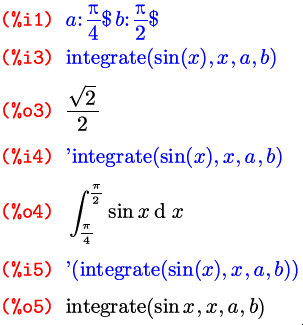 (%i1) a:π/4$ b:π/2$
(%i3) integrate(sin(x),x,a,b)
(%o3) √2/2
(%i4) 'integrate(sin(x),x,a,b)
(%o4) ∫_{π/4}^{π/2} sin x d x
(%i5) '(integrate(sin(x),x,a,b))
(%o5) integrate(sin x,x,a,b)